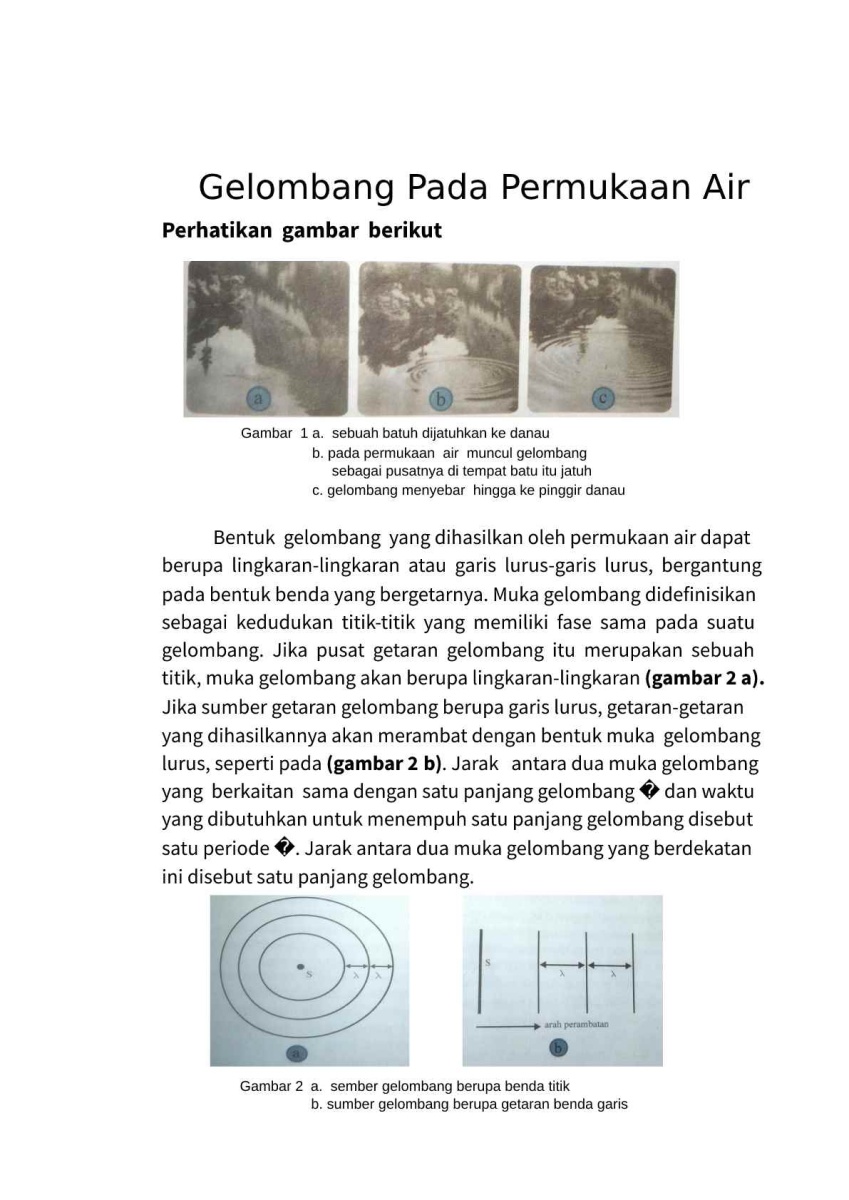 Gelombang Pada Permukaan Air
Perhatikan gambar berikut
a
b
c
Gambar 1 a. sebuah batuh dijatuhkan ke danau
b. pada permukaan air muncul gelombang
sebagai pusatnya di tempat batu itu jatuh
c. gelombang menyebar hingga ke pinggir danau
Bentuk gelombang yang dihasilkan oleh permukaan air dapat
berupa lingkaran-lingkaran atau garis lurus-garis lurus, bergantung
pada bentuk benda yang bergetarnya. Muka gelombang didefinisikan
sebagai kedudukan titik-titik yang memiliki fase sama pada suatu
gelombang. Jika pusat getaran gelombang itu merupakan sebuah
titik, muka gelombang akan berupa lingkaran-lingkaran (gambar 2 a).
Jika sumber getaran gelombang berupa garis lurus, getaran-getaran
yang dihasilkannya akan merambat dengan bentuk muka gelombang
lurus, seperti pada (gambar 2 b). Jarak antara dua muka gelombang
yang berkaitan sama dengan satu panjang gelombang � dan waktu
yang dibutuhkan untuk menempuh satu panjang gelombang disebut
satu periode �. Jarak antara dua muka gelombang yang berdekatan
ini disebut satu panjang gelombang.
S λ λ
a
S λ λ
arah perambatan
b
Gambar 2 a. sember gelombang berupa benda titik
b. sumber gelombang berupa getaran benda garis